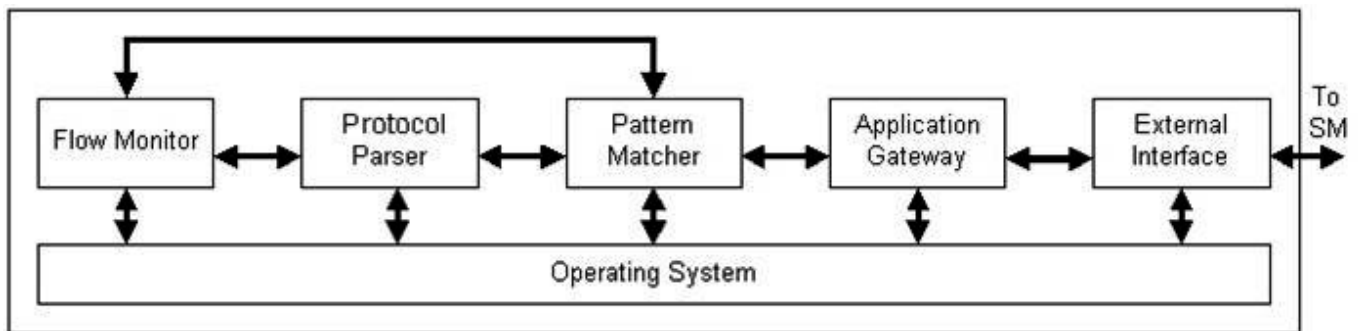 Flow Monitor
Protocol
Parser
Pattern
Matcher
Application
Gateway
External
Interface
To
SM
Operating System